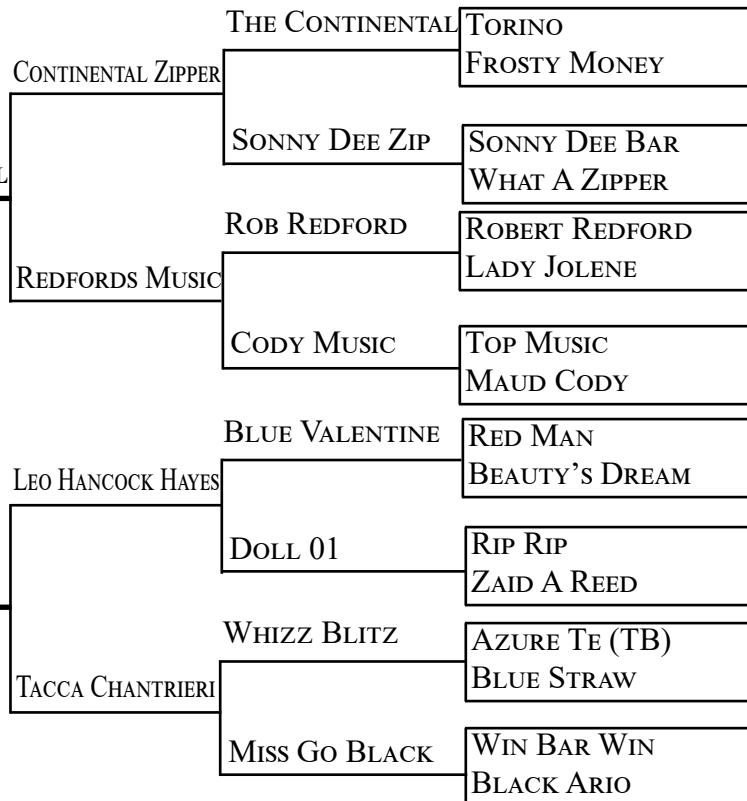 The Continental
Torino
Frosty Money
Continental Zipper
Sonny Dee Zip
Sonny Dee Bar
What A Zipper
L
Rob Redford
Robert Redford
Lady Jolene
Redfords Music
Cody Music
Top Music
Maud Cody
Blue Valentine
Red Man
Beauty’s Dream
Leo Hancock Hayes
Doll 01
Rip Rip
Zaid A Reed
Whizz Blitz
Azure Te (TB)
Blue Straw
Tacca Chantrieri
Miss Go Black
Win Bar Win
Black Ario